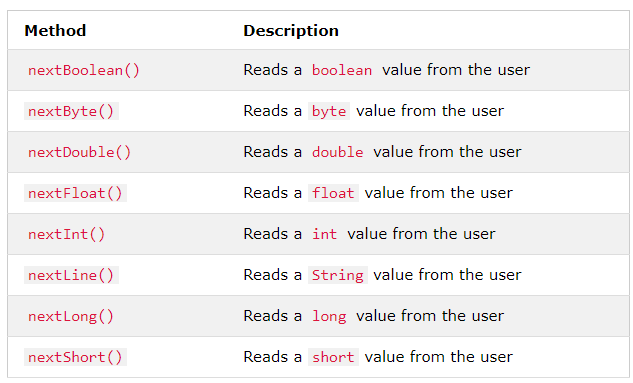 Method Description
nextBoolean() Reads a boolean value from the user
nextByte() Reads a byte value from the user
nextDouble() Reads a double value from the user
nextFloat() Reads a float value from the user
nextInt() Reads a int value from the user
nextLine() Reads a String value from the user
nextLong() Reads a long value from the user
nextShort() Reads a short value from the user